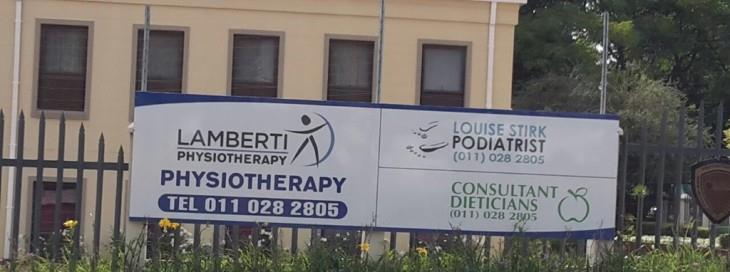 LAMBERTI
PHYSIOTHERAPY
PHYSIOTHERAPY
TEL 011 028 2805
LOUISE STIRK
PODIATRIST
(011) 028 2805
CONSULTANT
DIETICIANS
(011) 028 2805